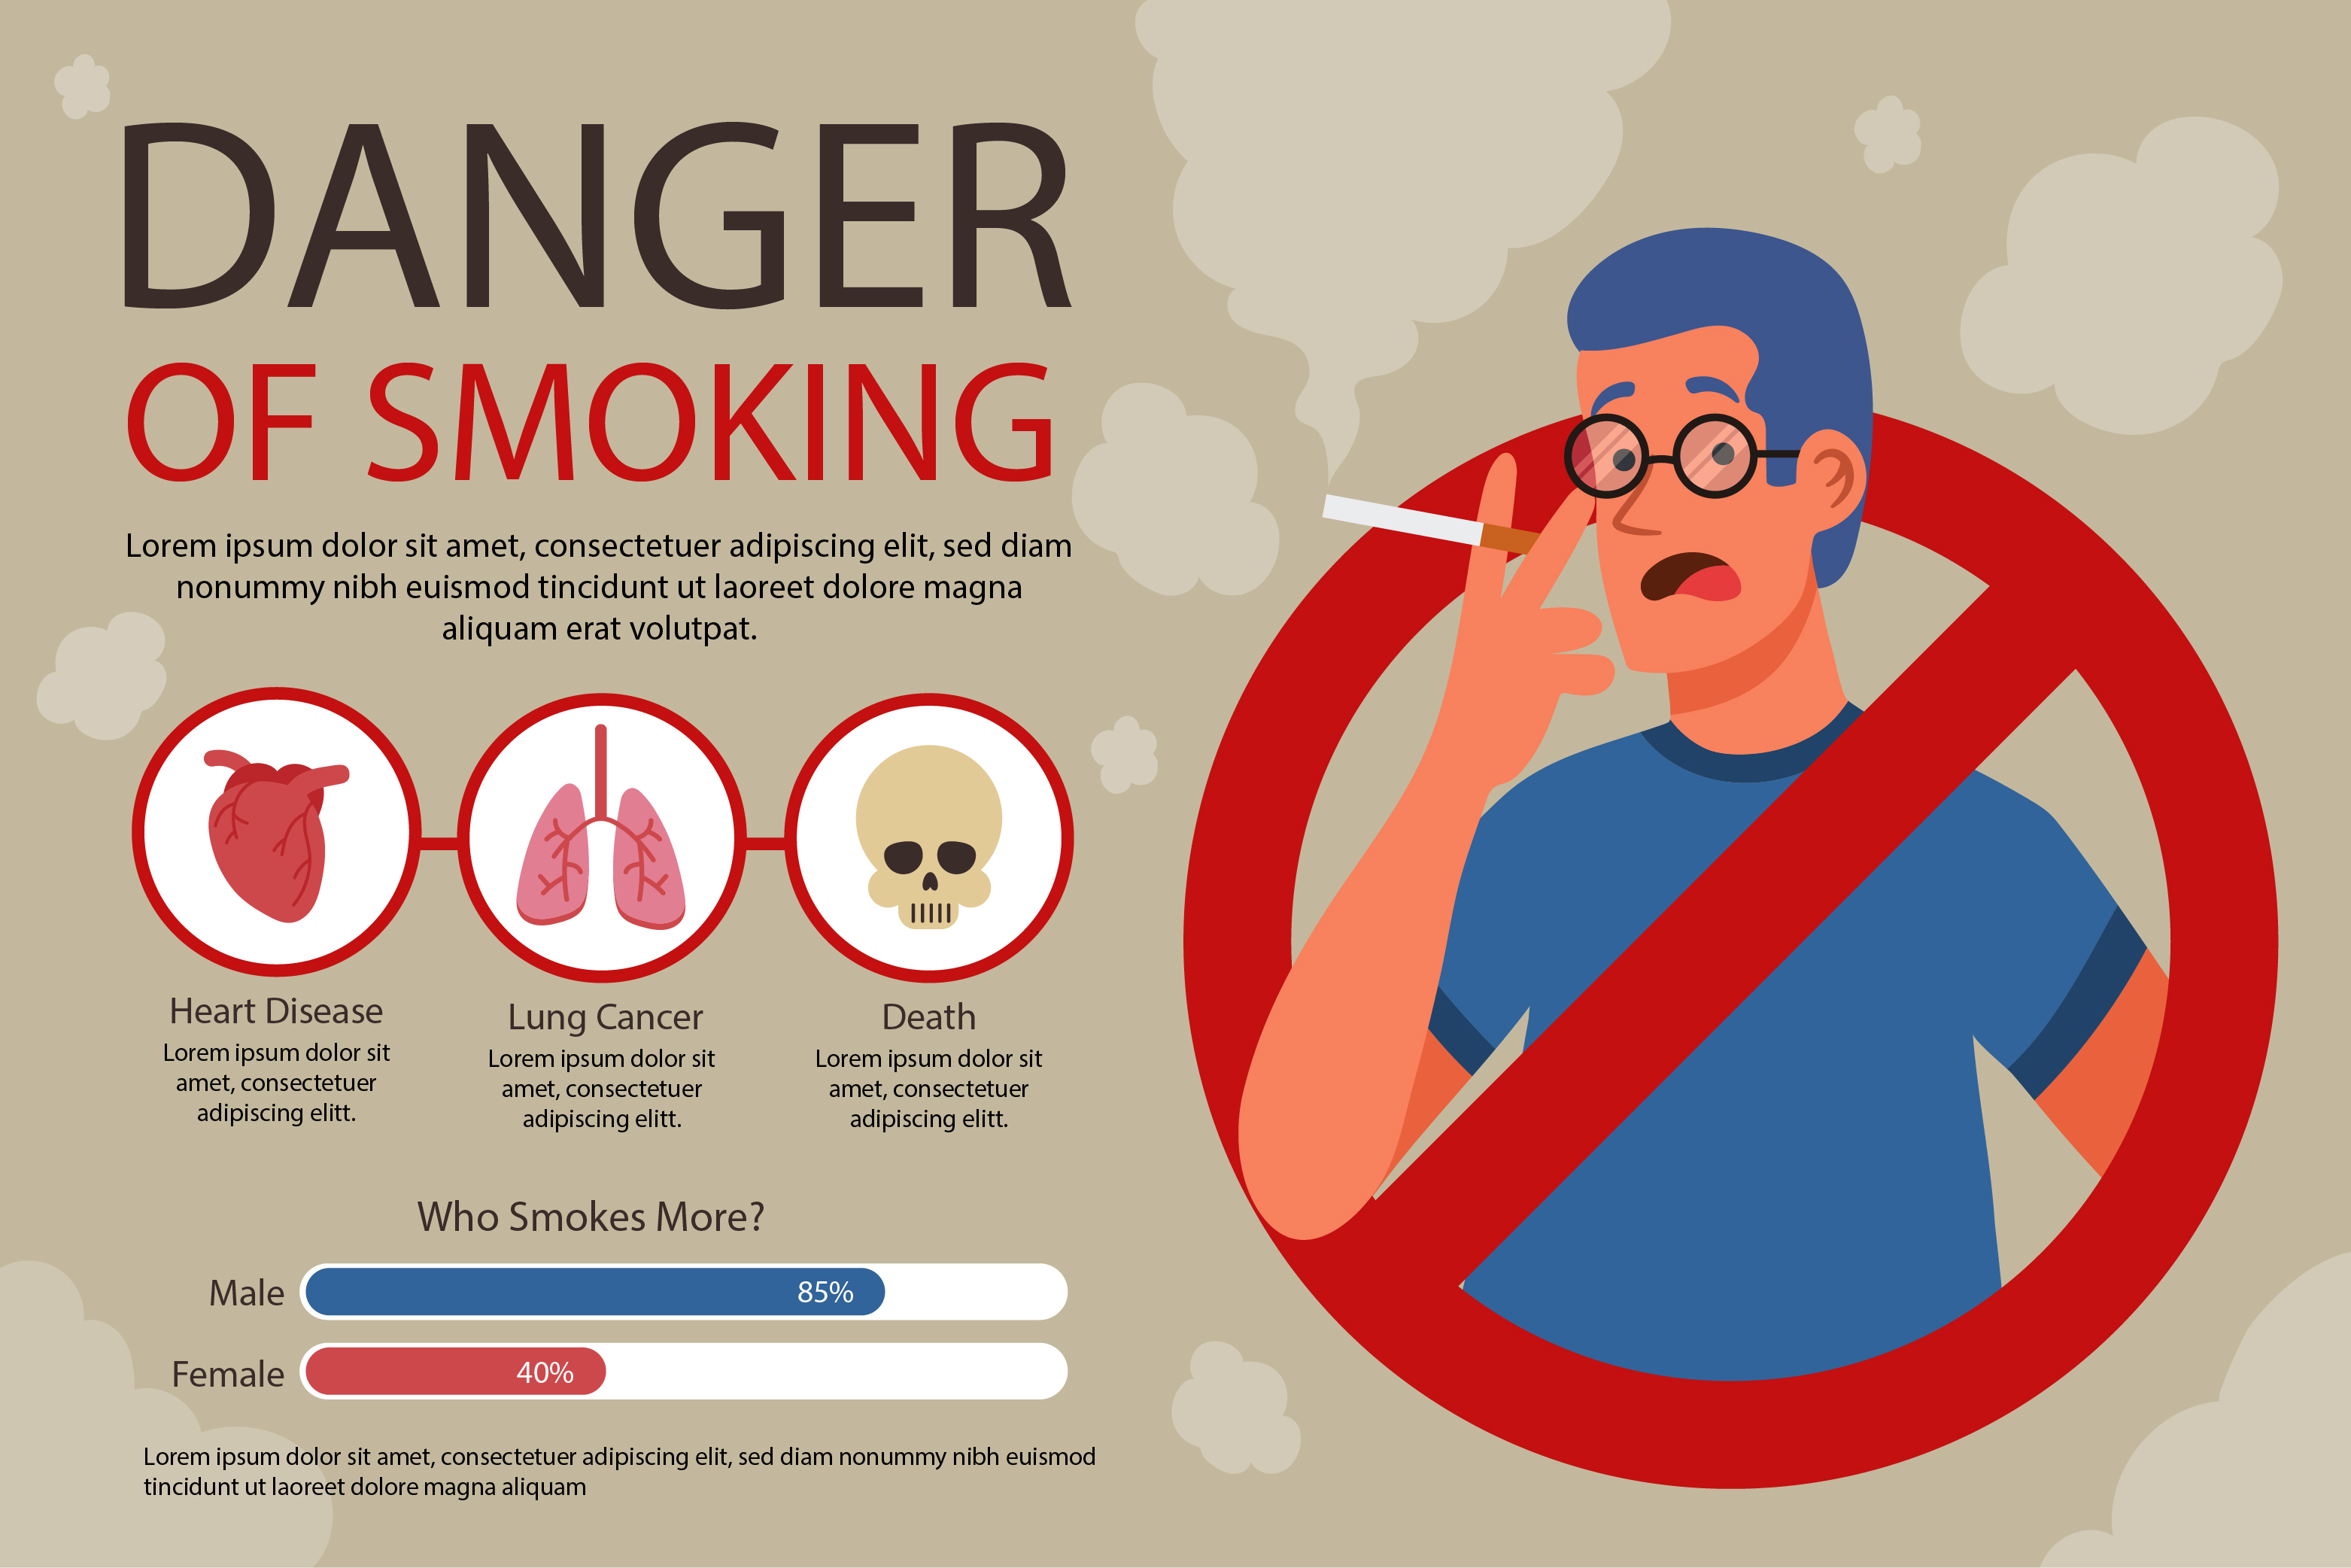 DANGER
OF SMOKING
Lorem ipsum dolor sit amet, consectetuer adipiscing elit, sed diam
nonummy nibh euismod tincidunt ut laoreet dolore magna
aliquam erat volutpat.
Heart Disease
Lorem ipsum dolor sit
amet, consectetuer
adipiscing elitt.
Lung Cancer
Lorem ipsum dolor sit
amet, consectetuer
adipiscing elitt.
Death
Lorem ipsum dolor sit
amet, consectetuer
adipiscing elitt.
Who Smokes More?
Male 85%
Female 40%
Lorem ipsum dolor sit amet, consectetuer adipiscing elit, sed diam nonummy nibh euismod
tincidunt ut laoreet dolore magna aliquam